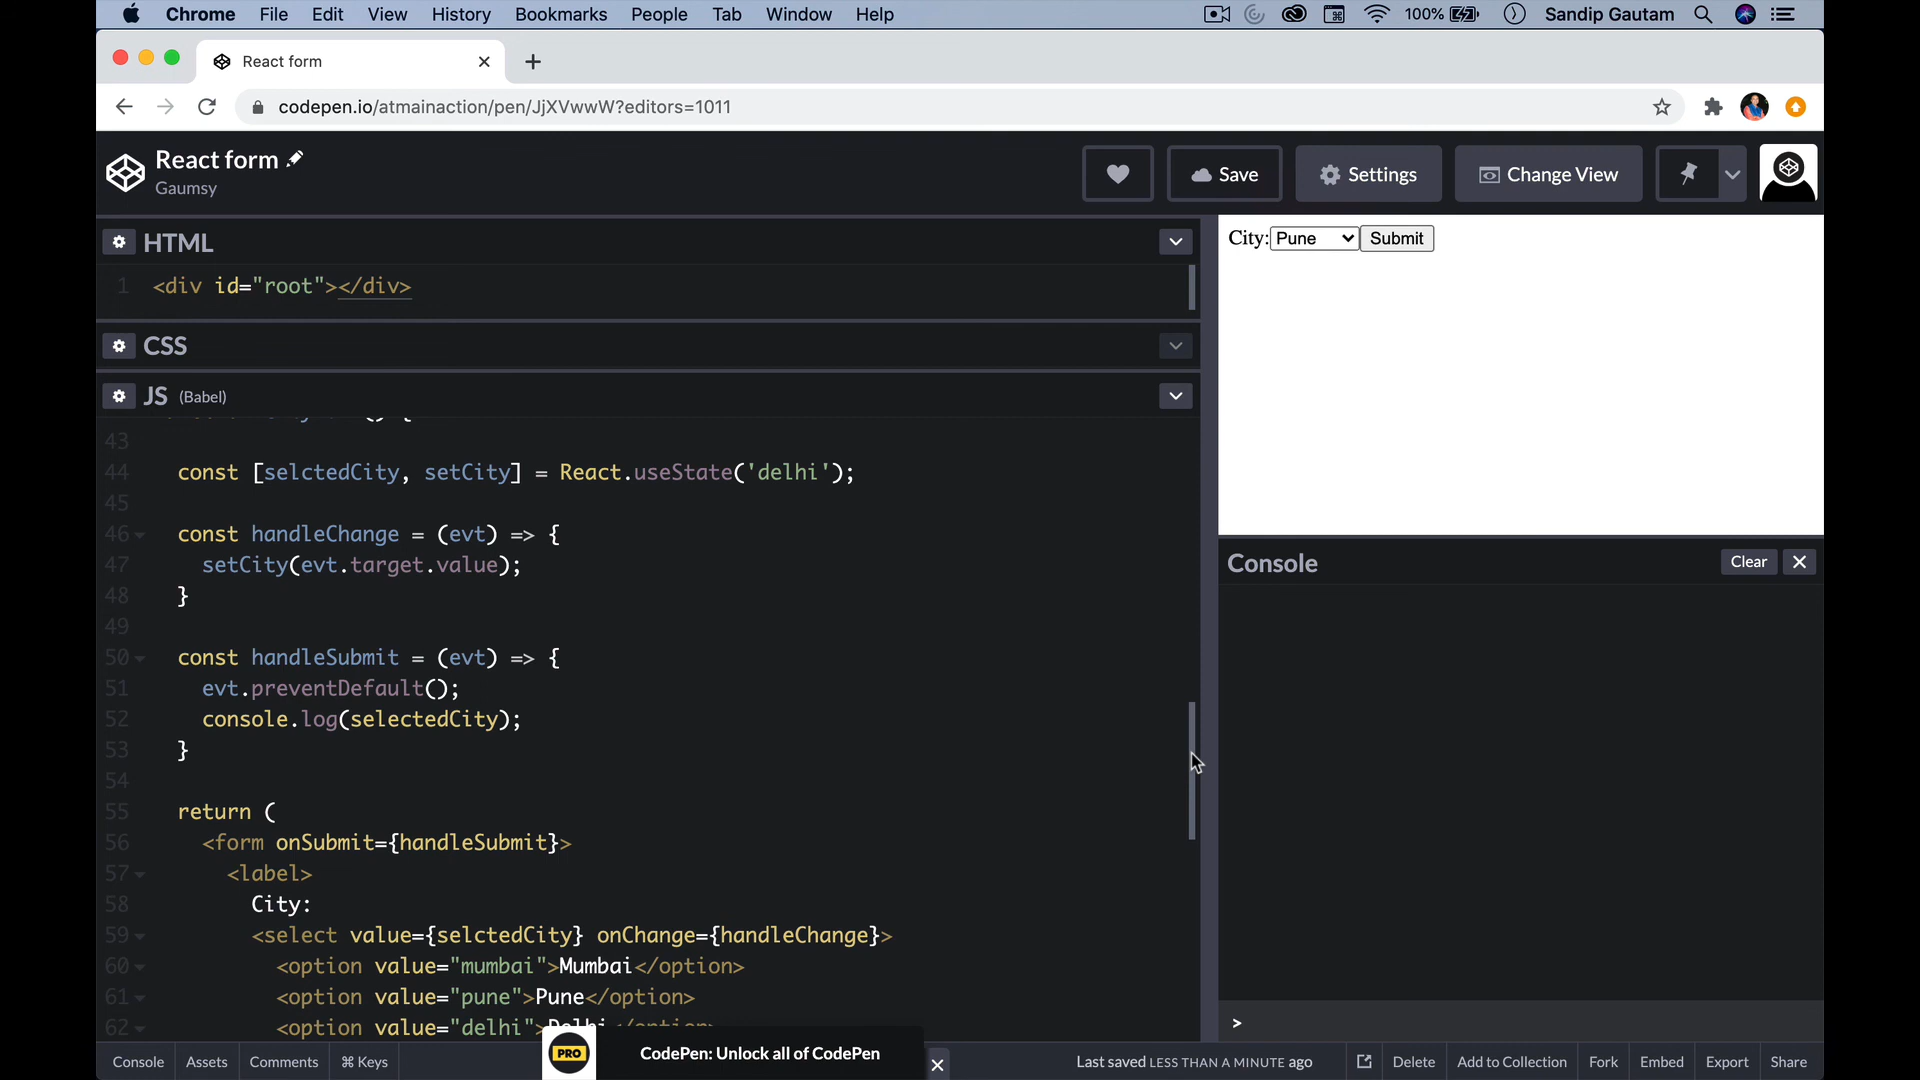 Chrome File Edit View History Bookmarks People Tab Window Help 100% Sandip Gautam
React form
codepen.io/atmainaction/pen/JjXVwwW?editors=1011
React form
Gaumsy
Save
Settings
Change View
HTML
1 <div id="root"></div>
CSS
JS (Babel)
43
44 const [selctedCity, setCity] = React.useState('delhi');
45
46 const handleChange = (evt) => {
47 setCity(evt.target.value);
48 }
49
50 const handleSubmit = (evt) => {
51 evt.preventDefault();
52 console.log(selectedCity);
53 }
54
55 return (
56 <form onSubmit={handleSubmit}>
57 <label>
58 City:
59 <select value={selctedCity} onChange={handleChange}>
60 <option value="mumbai">Mumbai</option>
61 <option value="pune">Pune</option>
62 <option value="delhi">Delhi</option>
City: Pune Submit
Console
Clear
>
Console Assets Comments ⌘ Keys
PRO
CodePen: Unlock all of CodePen
Last saved LESS THAN A MINUTE ago
Delete Add to Collection Fork Embed Export Share